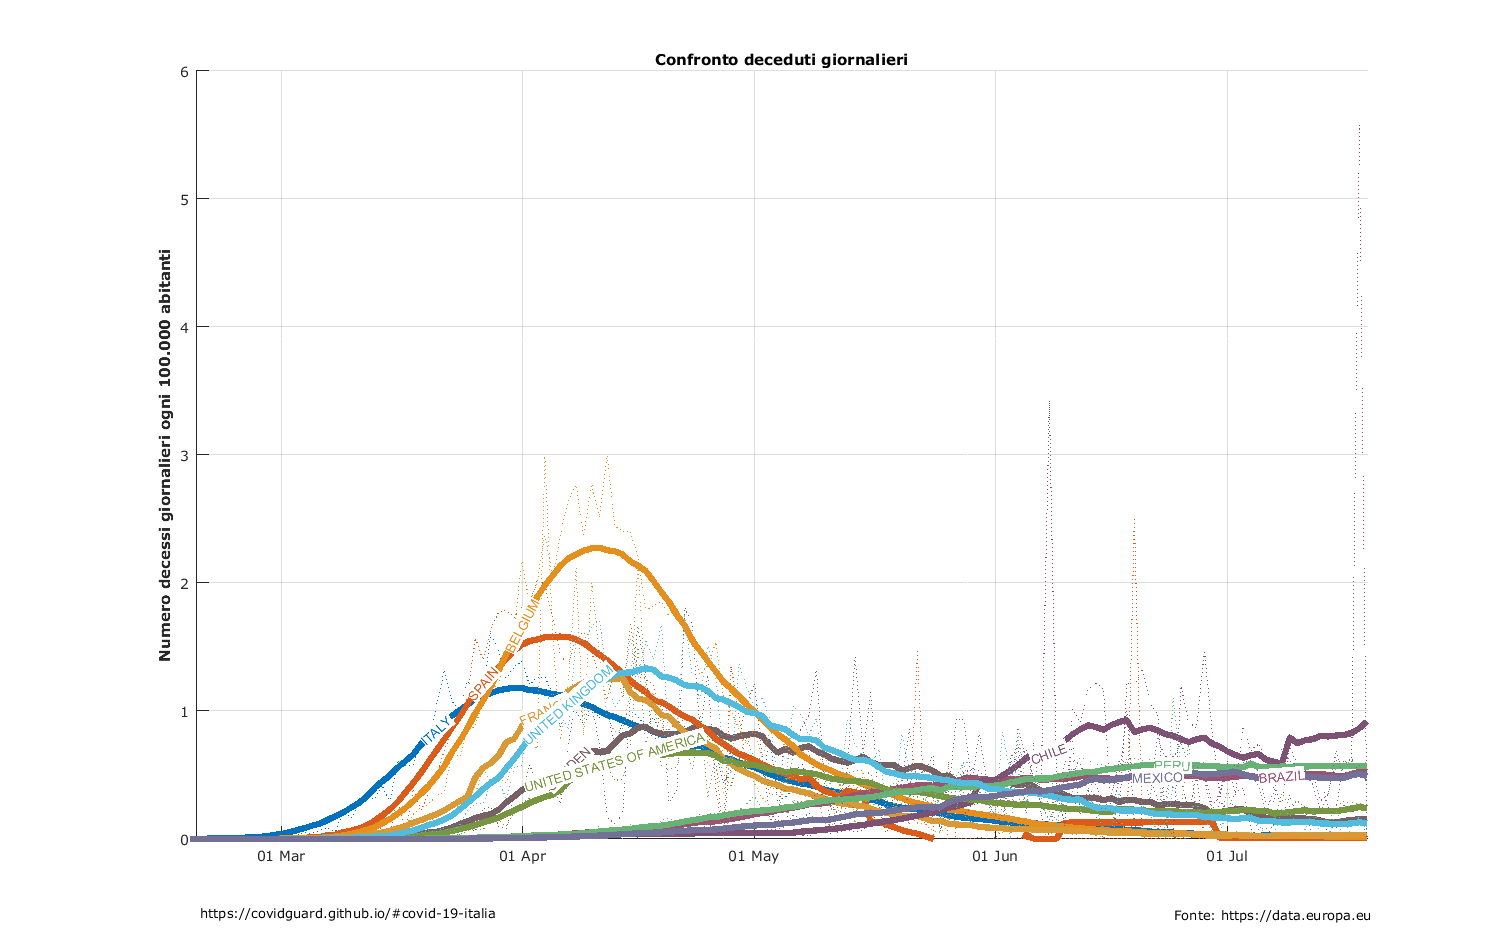 Confronto deceduti giornalieri
Numero decessi giornalieri ogni 100.000 abitanti
6
5
4
3
2
1
0
BELGIUM
SPAIN
ITALY
UNITED KINGDOM
UNITED STATES OF AMERICA
CHILE
PERU
MEXICO
BRAZIL
01 Mar
01 Apr
01 May
01 Jun
01 Jul
https://covidguard.github.io/#covid-19-italia
Fonte: https://data.europa.eu